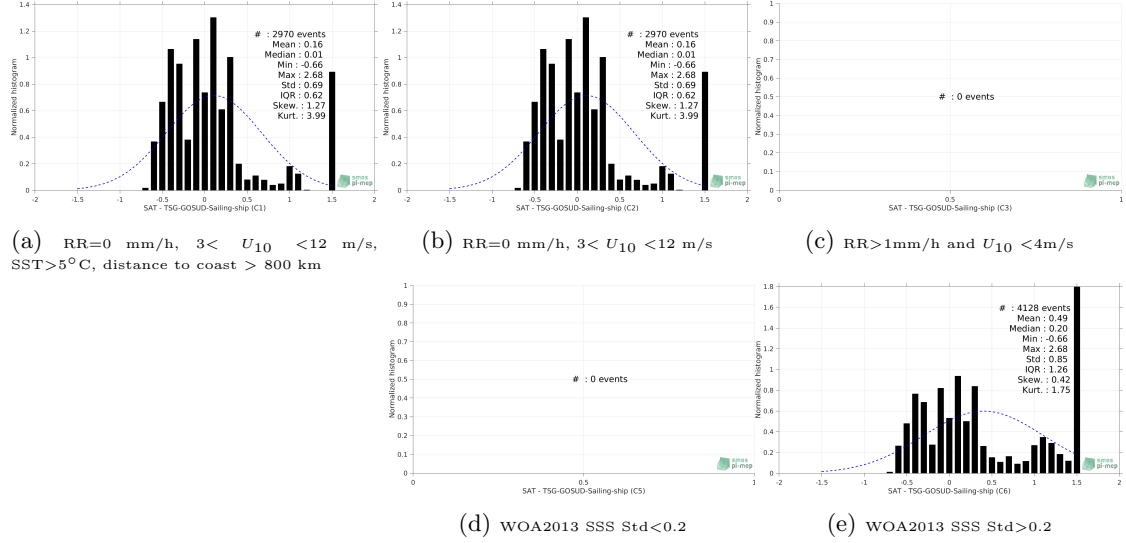 1.4
1.2
1
0.8
0.6
0.4
0.2
0
-2 -1.5 -1 -0.5 0 0.5 1 1.5 2
Normalized histogram
SAT - TSG-GOSUD-Sailing-ship (C1)
# : 2970 events
Mean : 0.16
Median : 0.01
Min : -0.66
Max : 2.68
Std : 0.69
IQR : 0.62
Skew. : 1.27
Kurt. : 3.99
smos
pi-mep
1.4
1.2
1
0.8
0.6
0.4
0.2
0
-2 -1.5 -1 -0.5 0 0.5 1 1.5 2
Normalized histogram
SAT - TSG-GOSUD-Sailing-ship (C2)
# : 2970 events
Mean : 0.16
Median : 0.01
Min : -0.66
Max : 2.68
Std : 0.69
IQR : 0.62
Skew. : 1.27
Kurt. : 3.99
smos
pi-mep
1
0.9
0.8
0.7
0.6
0.5
0.4
0.3
0.2
0.1
0
0 0.5 1
Normalized histogram
SAT - TSG-GOSUD-Sailing-ship (C3)
# : 0 events
smos
pi-mep
(a) RR=0 mm/h, 3< U10 <12 m/s,
SST>5°C, distance to coast > 800 km
(b) RR=0 mm/h, 3< U10 <12 m/s
(c) RR>1mm/h and U10 <4m/s
1
0.9
0.8
0.7
0.6
0.5
0.4
0.3
0.2
0.1
0
0 0.5 1
Normalized histogram
SAT - TSG-GOSUD-Sailing-ship (C5)
# : 0 events
smos
pi-mep
1.8
1.6
1.4
1.2
1
0.8
0.6
0.4
0.2
0
-2 -1.5 -1 -0.5 0 0.5 1 1.5 2
Normalized histogram
SAT - TSG-GOSUD-Sailing-ship (C6)
# : 4128 events
Mean : 0.49
Median : 0.20
Min : -0.66
Max : 2.68
Std : 0.85
IQR : 1.26
Skew. : 0.42
Kurt. : 1.75
smos
pi-mep
(d) WOA2013 SSS Std<0.2
(e) WOA2013 SSS Std>0.2